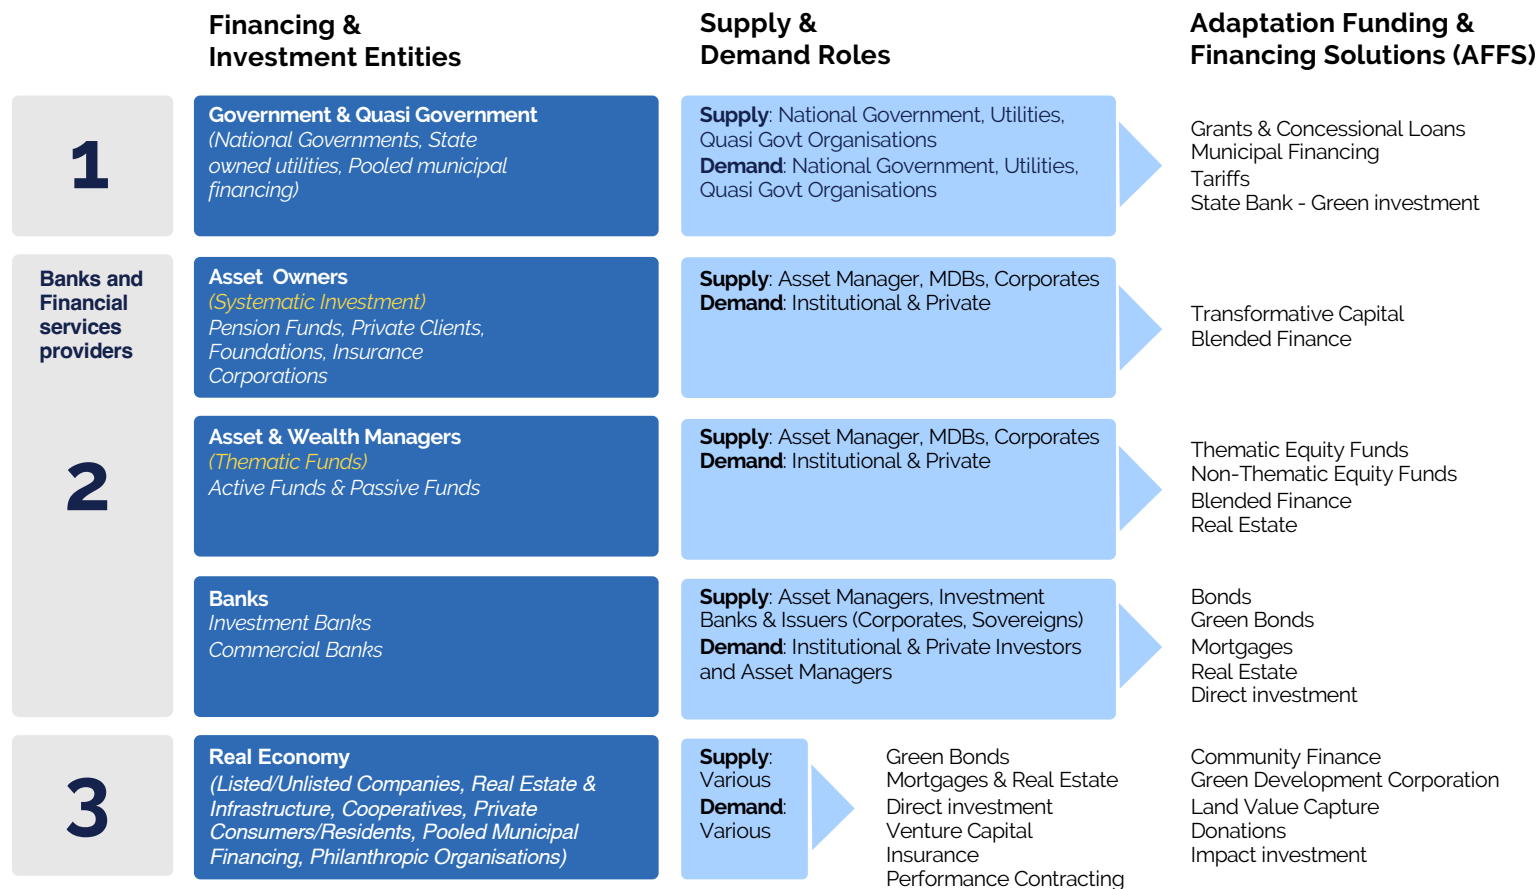 Financing &
Investment Entities
Supply &
Demand Roles
Adaptation Funding &
Financing Solutions (AFFS)
1
Government & Quasi Government
(National Governments, State
owned utilities, Pooled municipal
financing)
Supply: National Government, Utilities,
Quasi Govt Organisations
Demand: National Government, Utilities,
Quasi Govt Organisations
Grants & Concessional Loans
Municipal Financing
Tariffs
State Bank - Green investment
Banks and
Financial
services
providers
2
Asset Owners
(Systematic Investment)
Pension Funds, Private Clients,
Foundations, Insurance
Corporations
Supply: Asset Manager, MDBs, Corporates
Demand: Institutional & Private
Transformative Capital
Blended Finance
Asset & Wealth Managers
(Thematic Funds)
Active Funds & Passive Funds
Supply: Asset Manager, MDBs, Corporates
Demand: Institutional & Private
Thematic Equity Funds
Non-Thematic Equity Funds
Blended Finance
Real Estate
Banks
Investment Banks
Commercial Banks
Supply: Asset Managers, Investment
Banks & Issuers (Corporates, Sovereigns)
Demand: Institutional & Private Investors
and Asset Managers
Bonds
Green Bonds
Mortgages
Real Estate
Direct investment
3
Real Economy
(Listed/Unlisted Companies, Real Estate &
Infrastructure, Cooperatives, Private
Consumers/Residents, Pooled Municipal
Financing, Philanthropic Organisations)
Supply:
Various
Demand:
Various
Green Bonds
Mortgages & Real Estate
Direct investment
Venture Capital
Insurance
Performance Contracting
Community Finance
Green Development Corporation
Land Value Capture
Donations
Impact investment